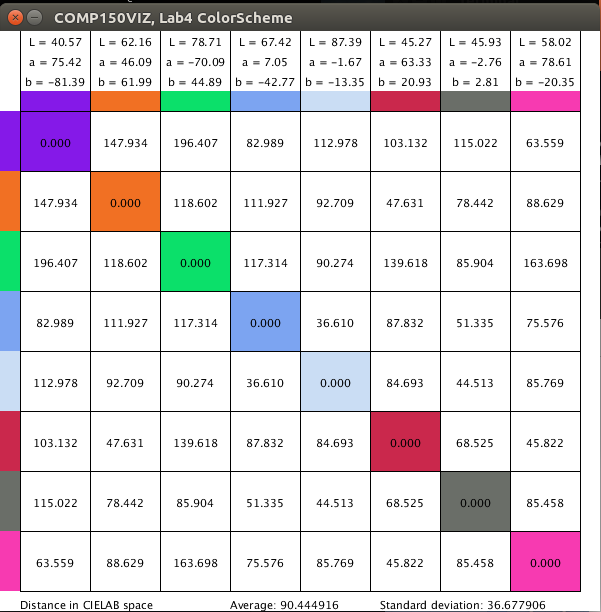 COMP150VIZ, Lab4 ColorScheme
L = 40.57 L = 62.16 L = 78.71 L = 67.42 L = 87.39 L = 45.27 L = 45.93 L = 58.02
a = 75.42 a = 46.09 a = −70.09 a = 7.05 a = −1.67 a = 63.33 a = −2.76 a = 78.61
b = −81.39 b = 61.99 b = 44.89 b = −42.77 b = −13.35 b = 20.93 b = 2.81 b = −20.35
0.000 147.934 196.407 82.989 112.978 103.132 115.022 63.559
147.934 0.000 118.602 111.927 92.709 47.631 78.442 88.629
196.407 118.602 0.000 117.314 90.274 139.618 85.904 163.698
82.989 111.927 117.314 0.000 36.610 87.832 51.335 75.576
112.978 92.709 90.274 36.610 0.000 84.693 44.513 85.769
103.132 47.631 139.618 87.832 84.693 0.000 68.525 45.822
115.022 78.442 85.904 51.335 44.513 68.525 0.000 85.458
63.559 88.629 163.698 75.576 85.769 45.822 85.458 0.000
Distance in CIELAB space Average: 90.444916 Standard deviation: 36.677906